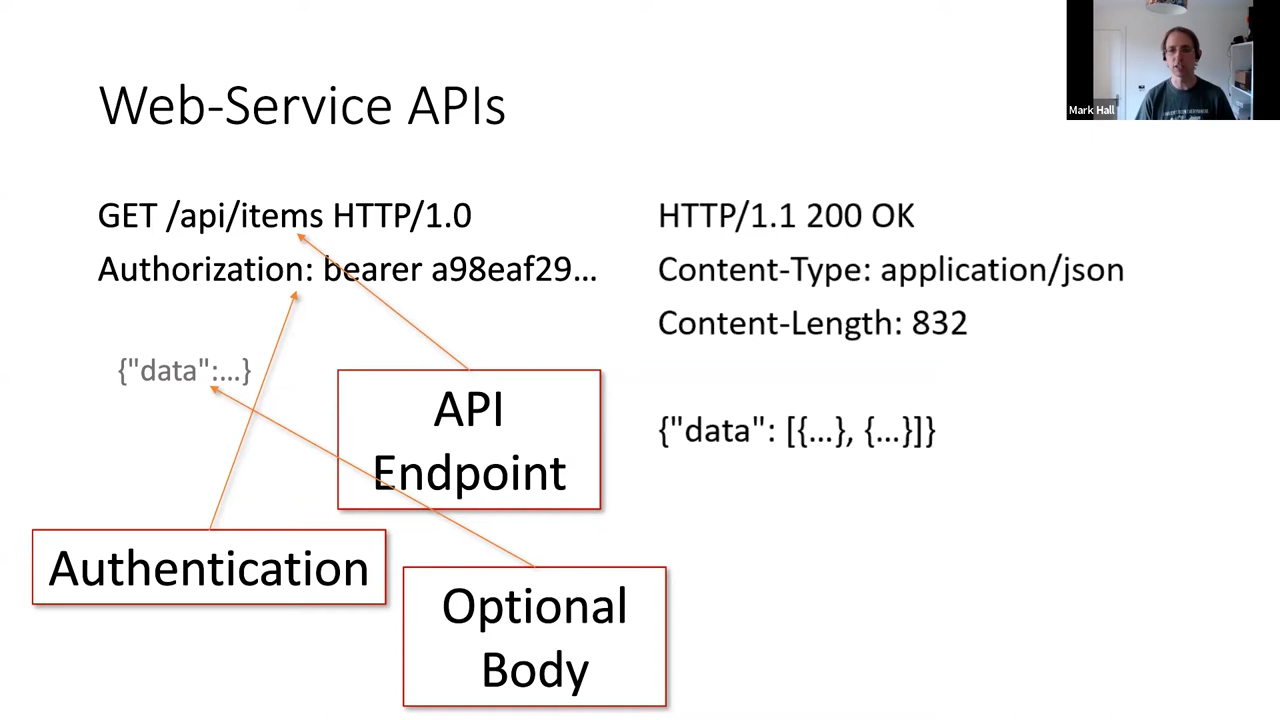 Web-Service APIs
Mark Hall
GET /api/items HTTP/1.0
Authorization: bearer a98eaf29...
{"data":...}
HTTP/1.1 200 OK
Content-Type: application/json
Content-Length: 832
{"data": [{...}, {...}]}
API
Endpoint
Authentication
Optional
Body